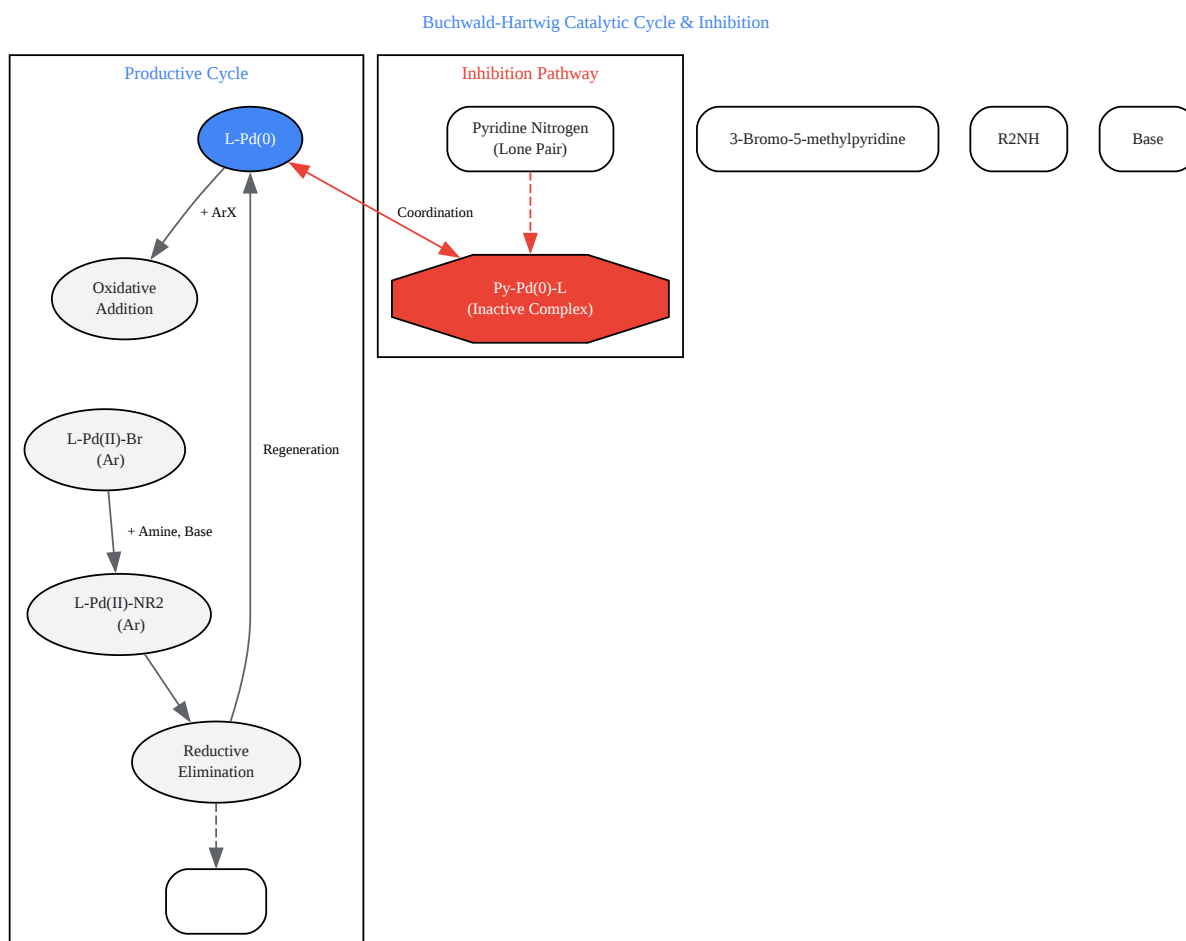 Buchwald-Hartwig Catalytic Cycle & Inhibition
Productive Cycle
L-Pd(0)
+ ArX
Oxidative
Addition
L-Pd(II)-Br
(Ar)
+ Amine, Base
L-Pd(II)-NR2
(Ar)
Reductive
Elimination
Regeneration
Inhibition Pathway
Pyridine Nitrogen
(Lone Pair)
Coordination
Py-Pd(0)-L
(Inactive Complex)
3-Bromo-5-methylpyridine
R2NH
Base